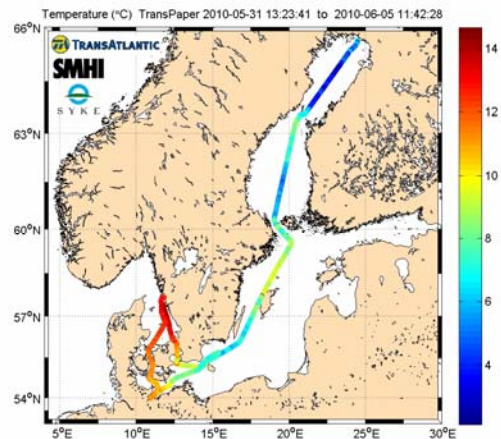 Temperature (°C) TransPaper 2010-05-31 13:23:41 to 2010-06-05 11:42:28
66°N
TRANSATLANTIC
SMHI
SYKE
63°N
60°N
57°N
54°N
5°E 10°E 15°E 20°E 25°E 30°E
14
12
10
8
6
4